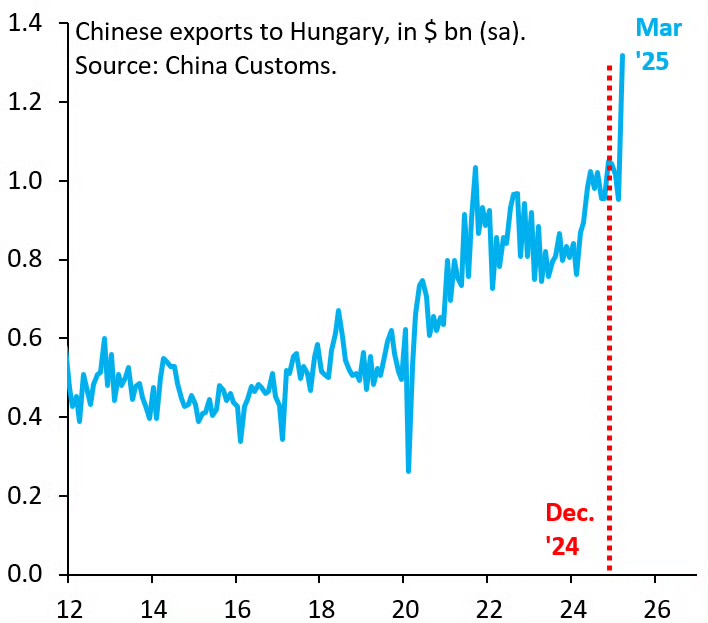 Chinese exports to Hungary, in $ bn (sa).
Source: China Customs.
Mar
'25
1.4
1.2
1.0
0.8
0.6
0.4
0.2
0.0
Dec.
'24
12 14 16 18 20 22 24 26